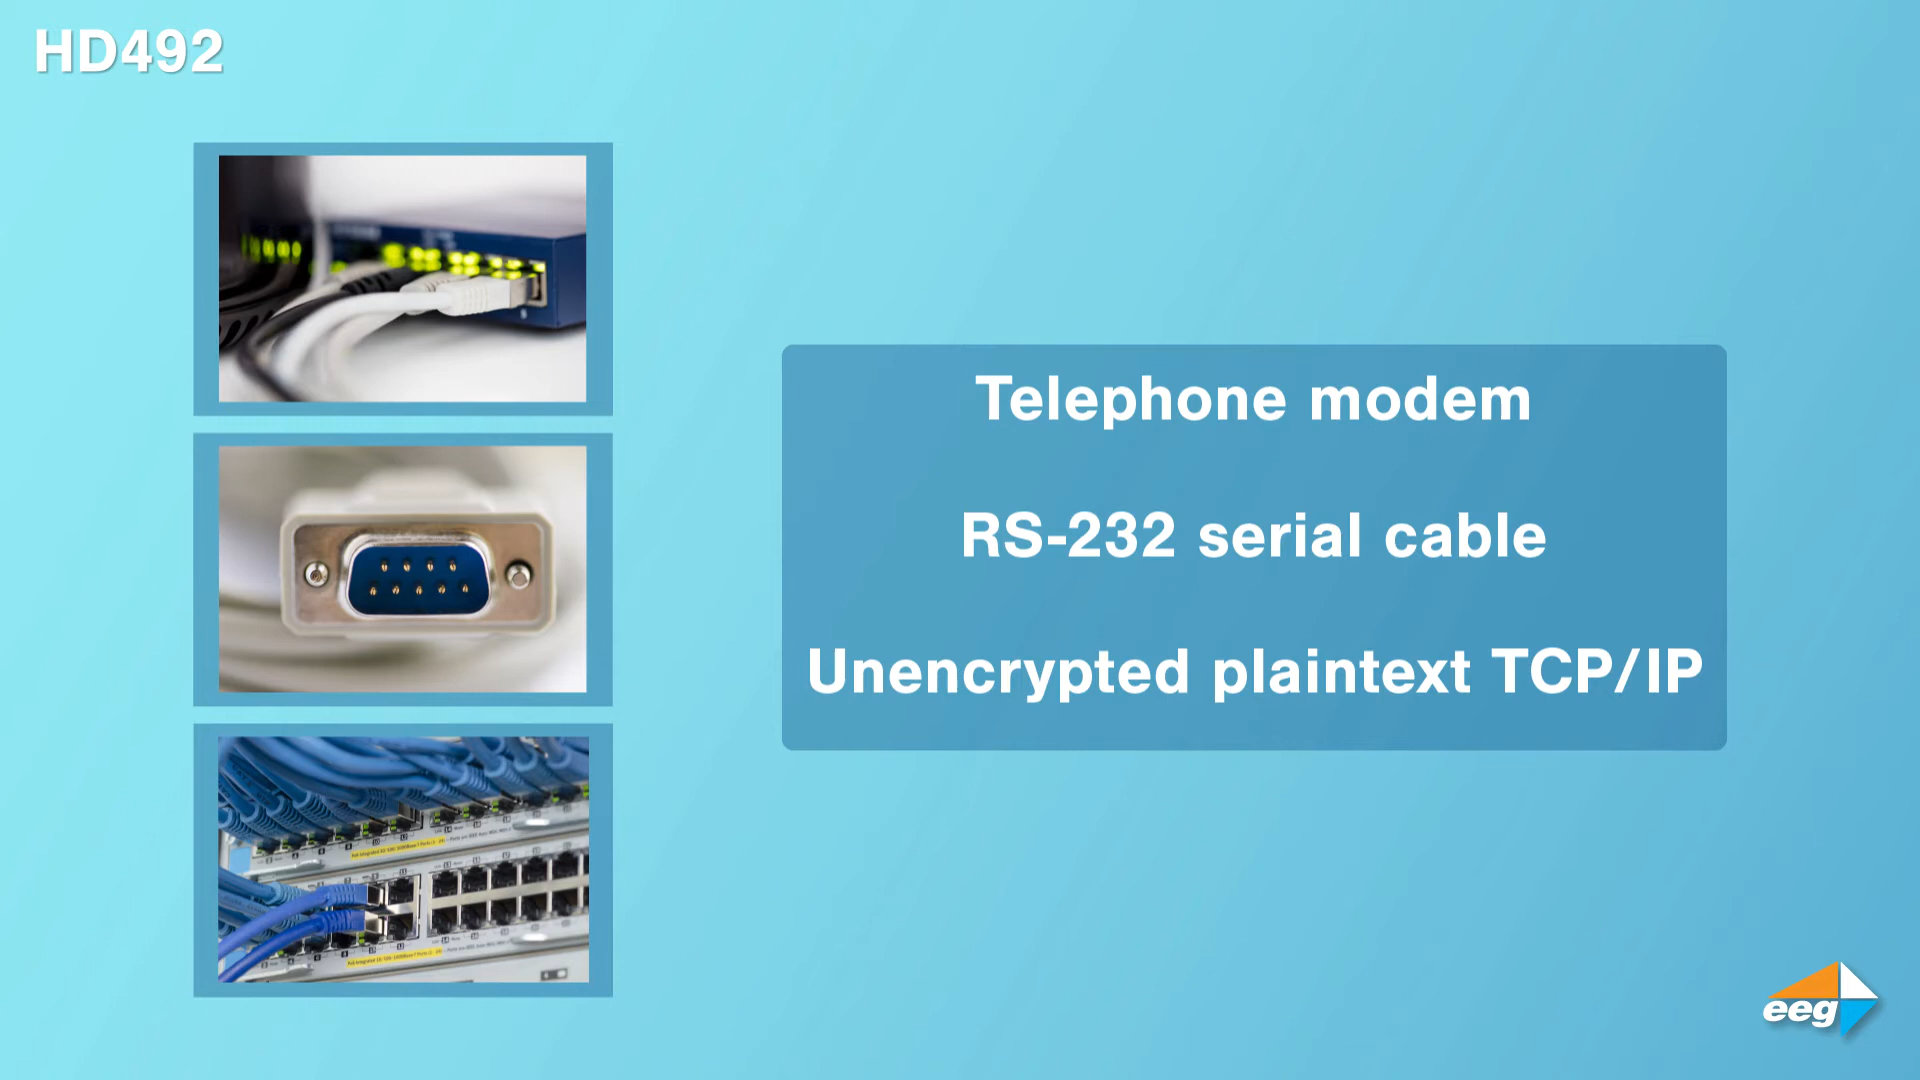 HD492
Telephone modem
RS-232 serial cable
Unencrypted plaintext TCP/IP
eeg